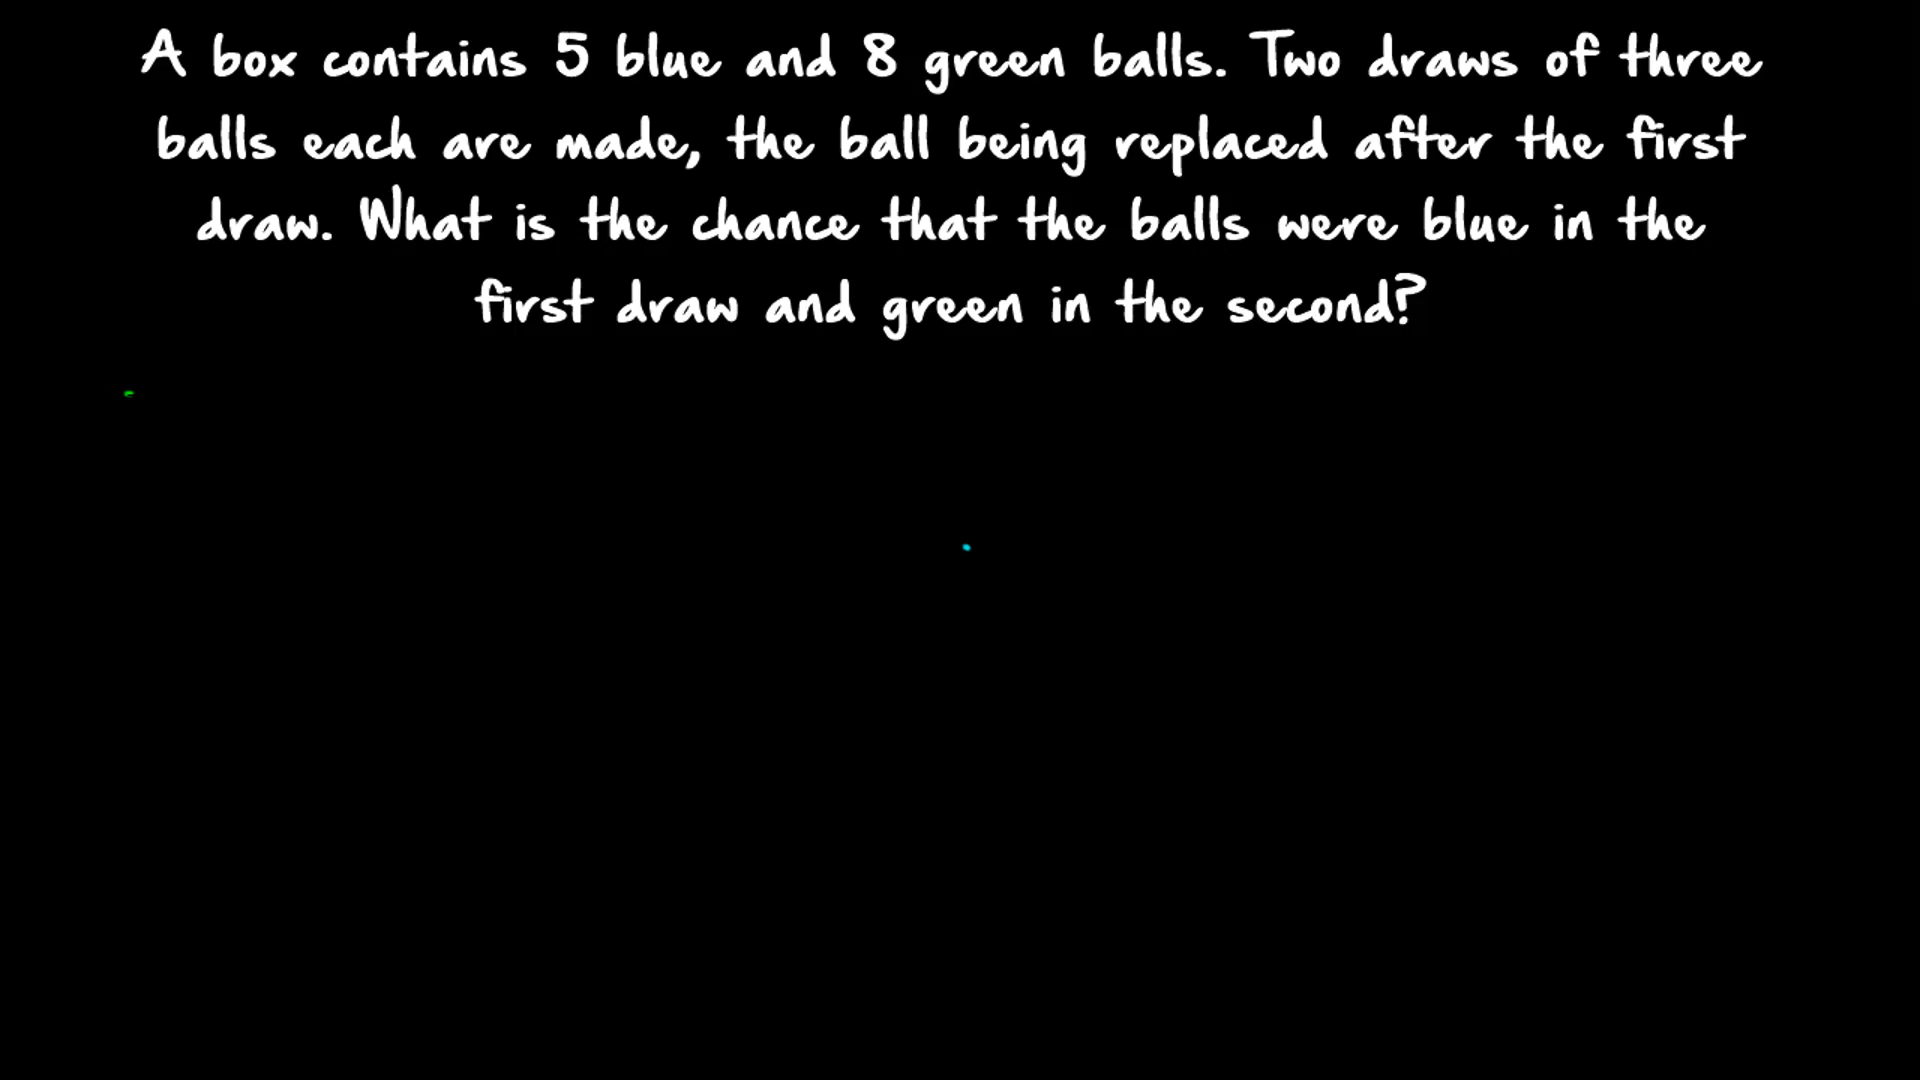 A box contains 5 blue and 8 green balls. Two draws of three
balls each are made, the ball being replaced after the first
draw. What is the chance that the balls were blue in the
first draw and green in the second?